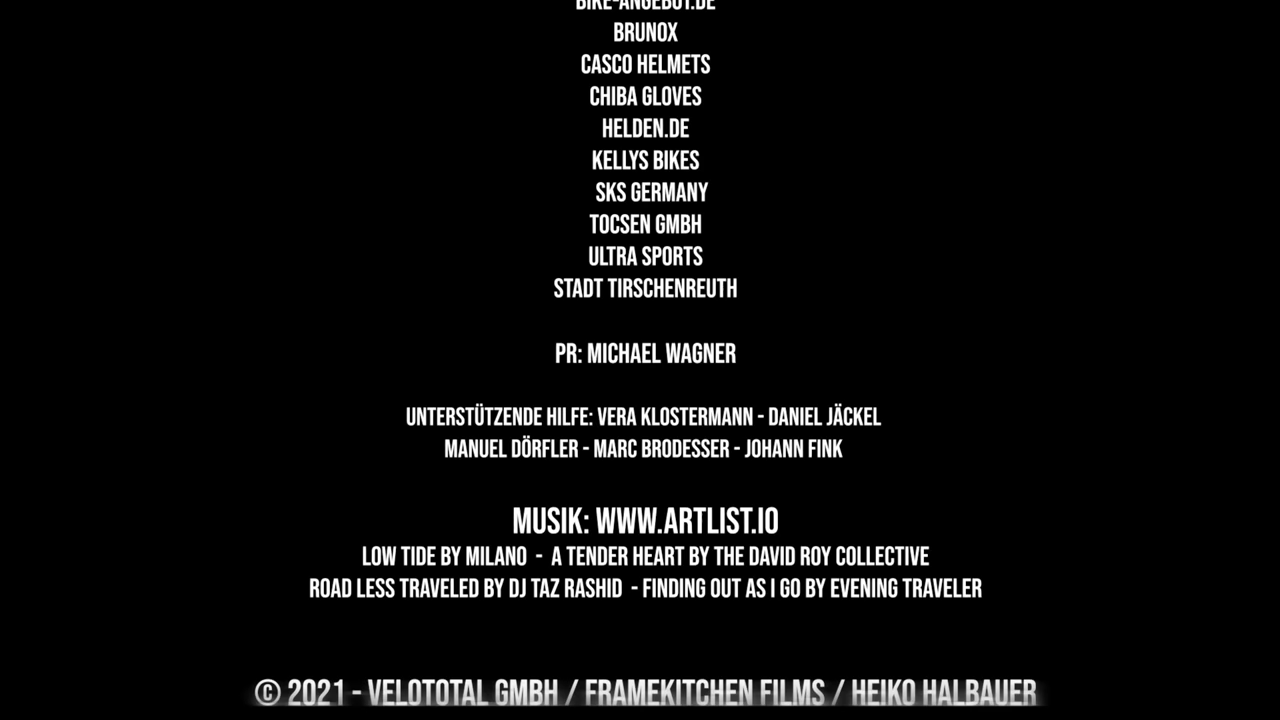 BIKE-ANGEBOT.DE
BRUNOX
CASCO HELMETS
CHIBA GLOVES
HELDEN.DE
KELLYS BIKES
SKS GERMANY
TOCSEN GMBH
ULTRA SPORTS
STADT TIRSCHENREUTH
PR: MICHAEL WAGNER
UNTERSTÜTZENDE HILFE: VERA KLOSTERMANN - DANIEL JÄCKEL
MANUEL DÖRFLER - MARC BRODESSER - JOHANN FINK
MUSIK: WWW.ARTLIST.IO
LOW TIDE BY MILANO - A TENDER HEART BY THE DAVID ROY COLLECTIVE
ROAD LESS TRAVELED BY DJ TAZ RASHID - FINDING OUT AS I GO BY EVENING TRAVELER
© 2021 - VELOTOTAL GMBH / FRAMEKITCHEN FILMS / HEIKO HALBAUER